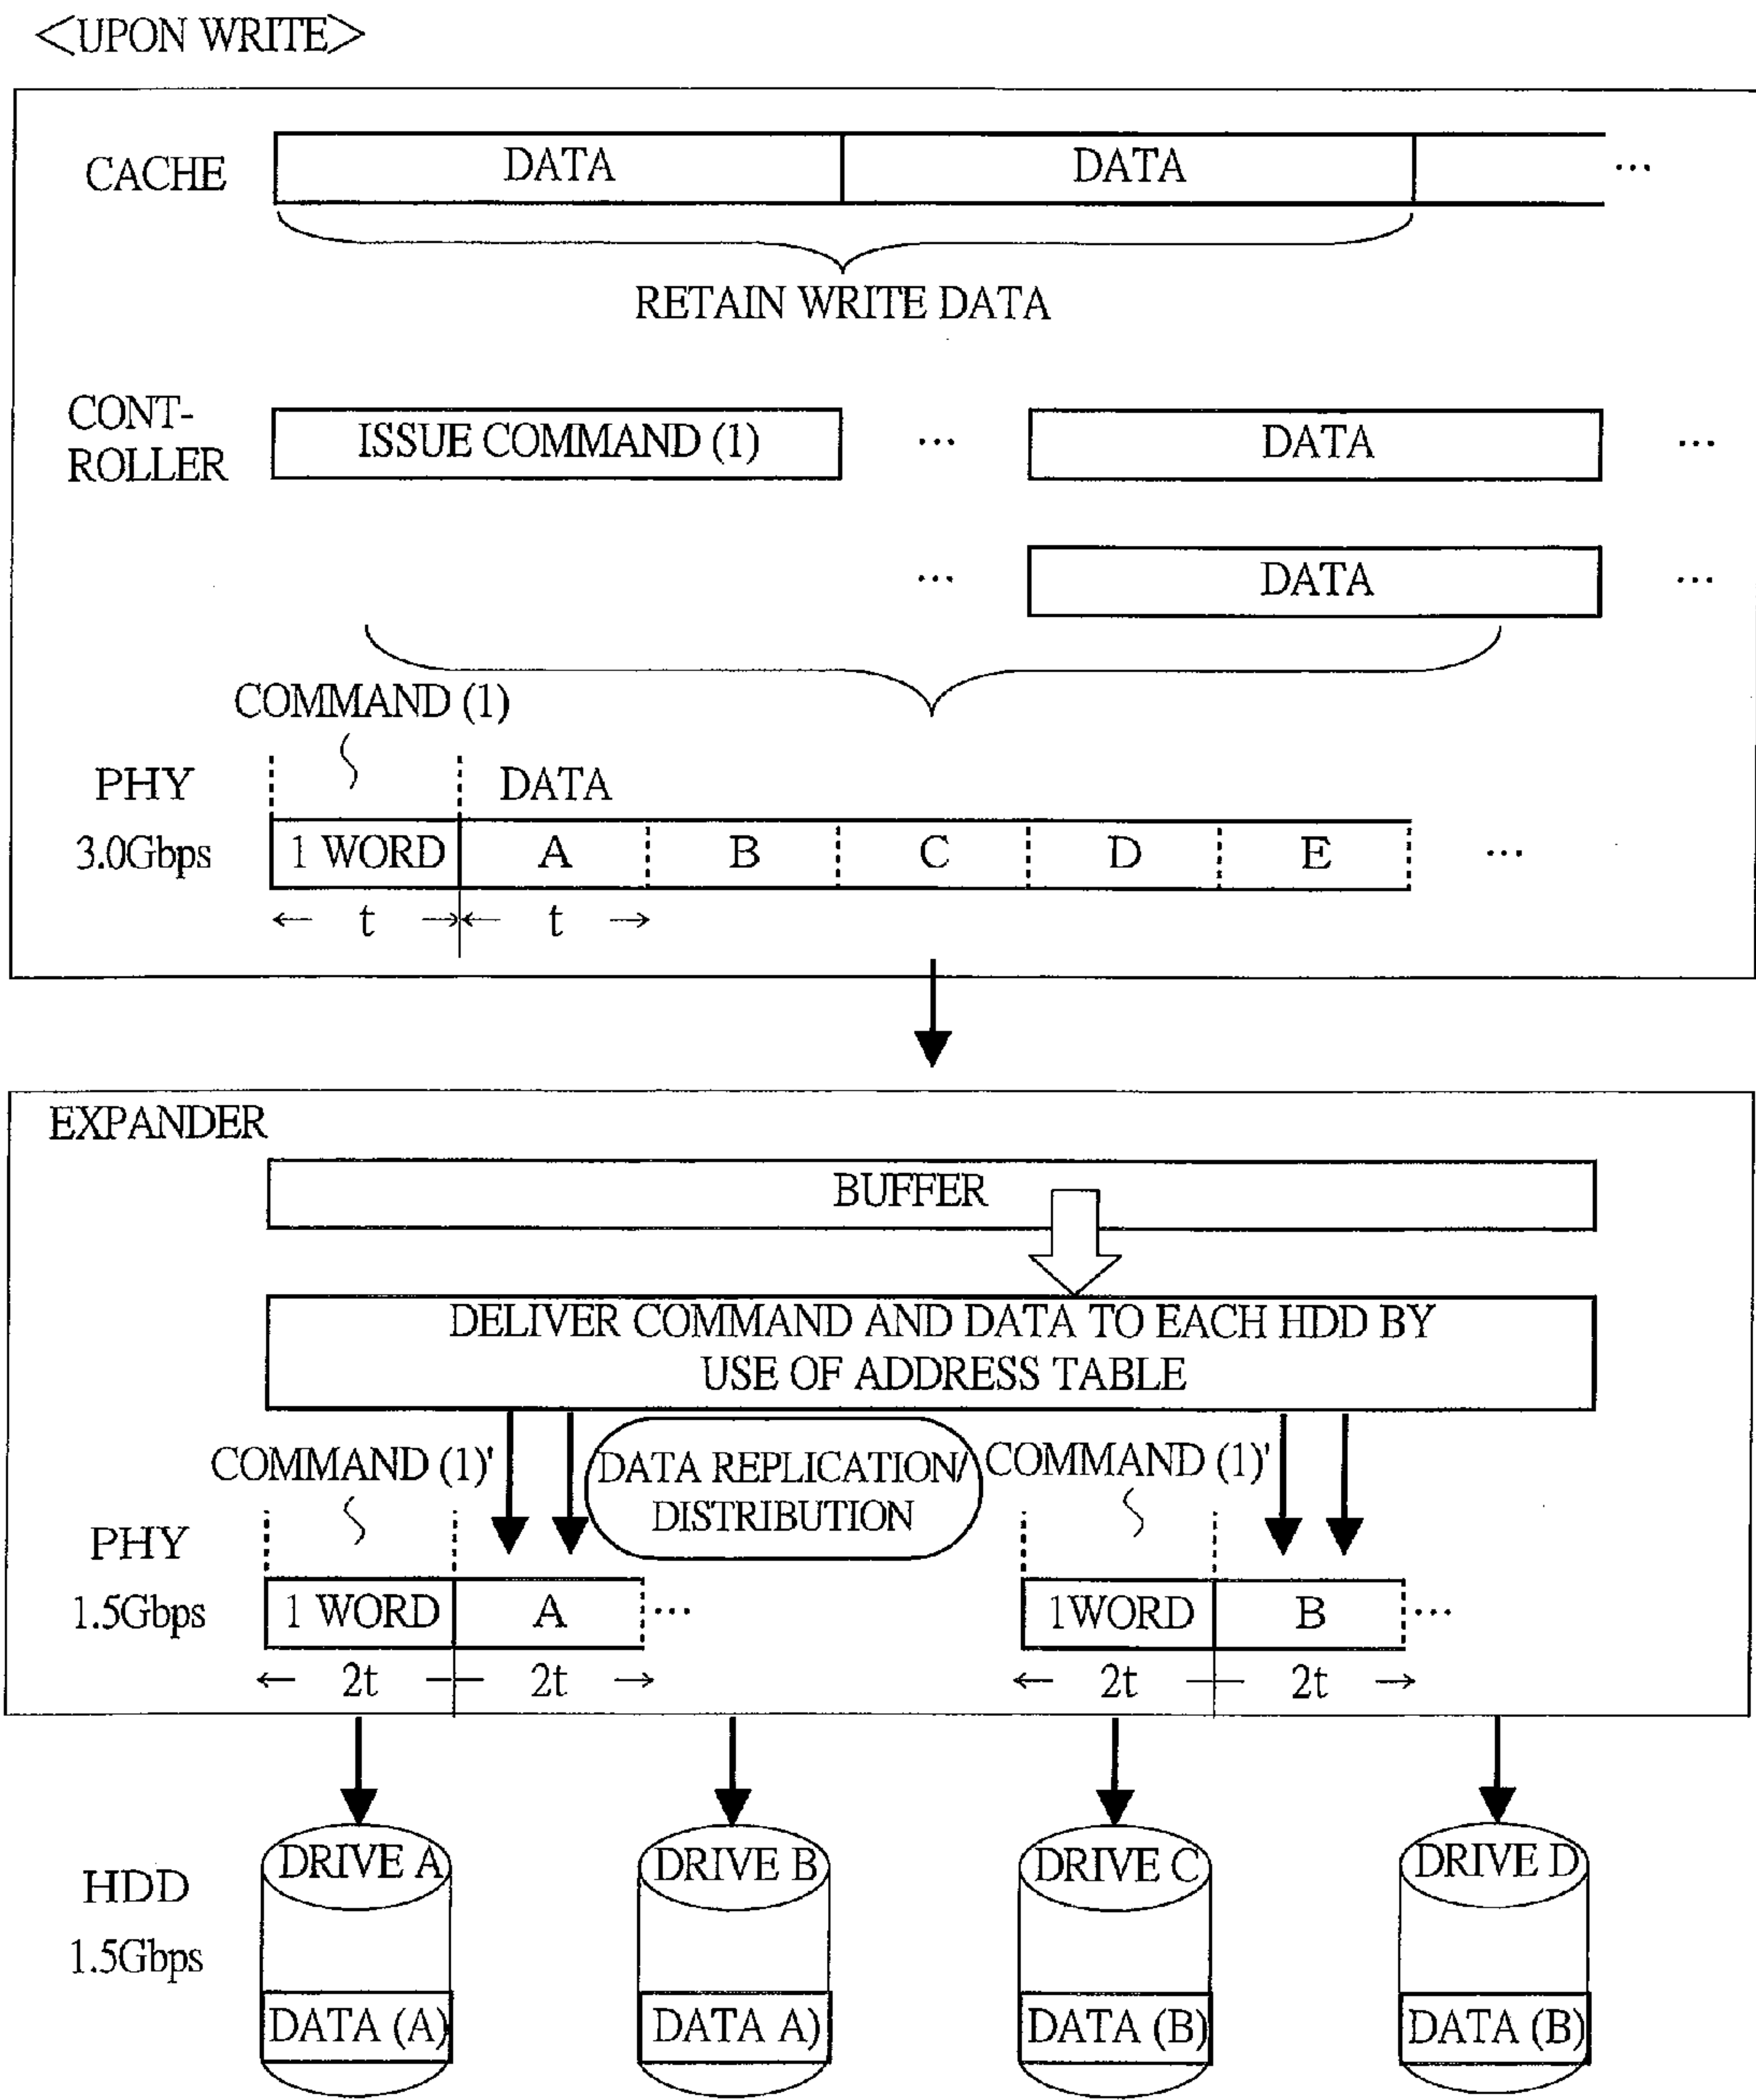 <UPON WRITE>
CACHE
DATA
DATA
...
RETAIN WRITE DATA
CONT-
ROLLER
ISSUE COMMAND (1)
...
DATA
...
...
DATA
...
COMMAND (1)
PHY
DATA
3.0Gbps
1 WORD
A
B
C
D
E
...
t
t
EXPANDER
BUFFER
DELIVER COMMAND AND DATA TO EACH HDD BY
USE OF ADDRESS TABLE
COMMAND (1)'
DATA REPLICATION/
DISTRIBUTION
COMMAND (1)'
PHY
1.5Gbps
1 WORD
A
...
1WORD
B
...
2t
2t
2t
2t
HDD
1.5Gbps
DRIVE A
DRIVE B
DRIVE C
DRIVE D
DATA (A)
DATA A)
DATA (B)
DATA (B)